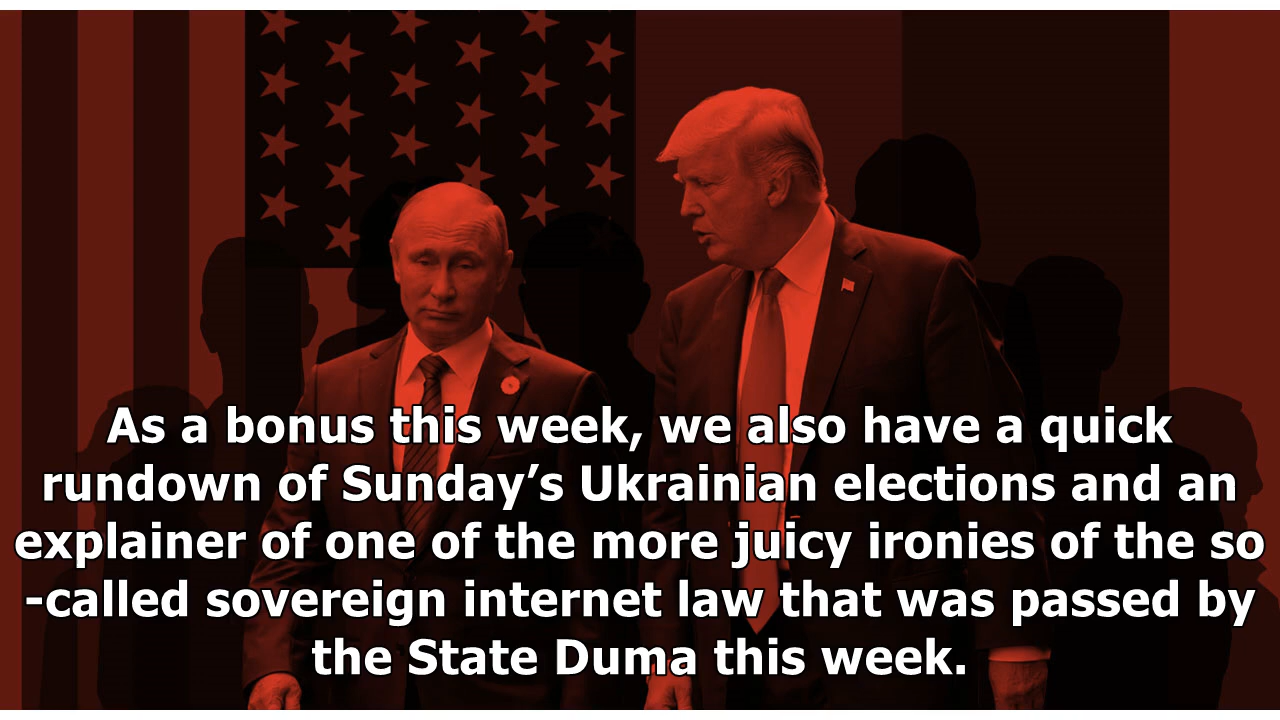 As a bonus this week, we also have a quick
rundown of Sunday’s Ukrainian elections and an
explainer of one of the more juicy ironies of the so
-called sovereign internet law that was passed by
the State Duma this week.